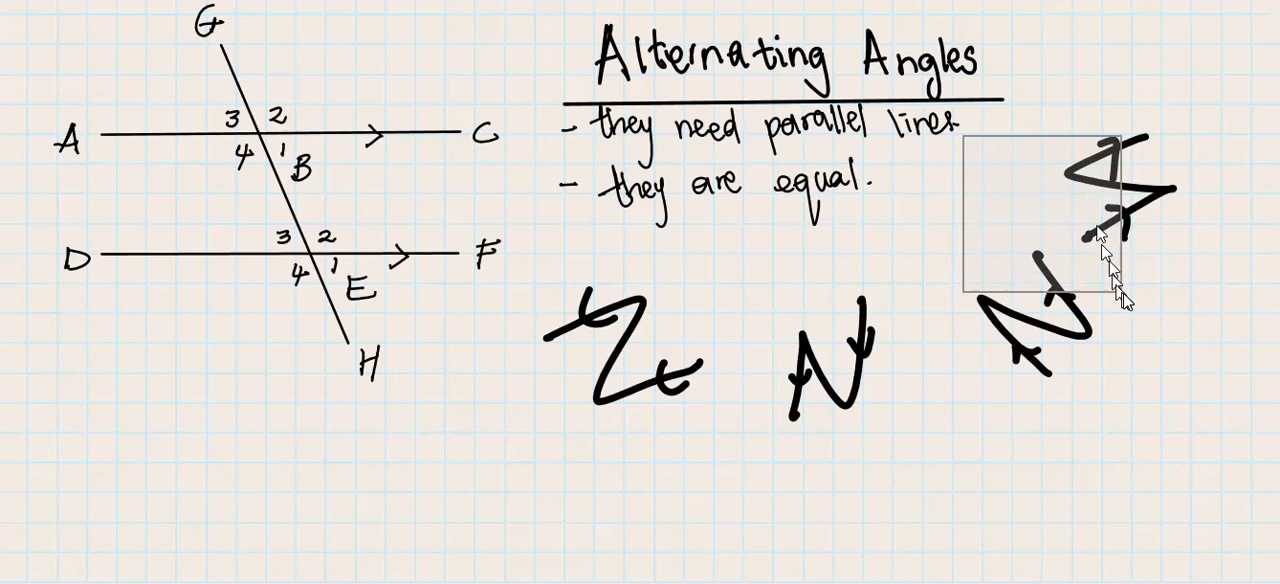 G
Alternating Angles
3 2
A C
- they need parallel lines
4 1 B
- they are equal.
3 2
D F
4 1 E
H